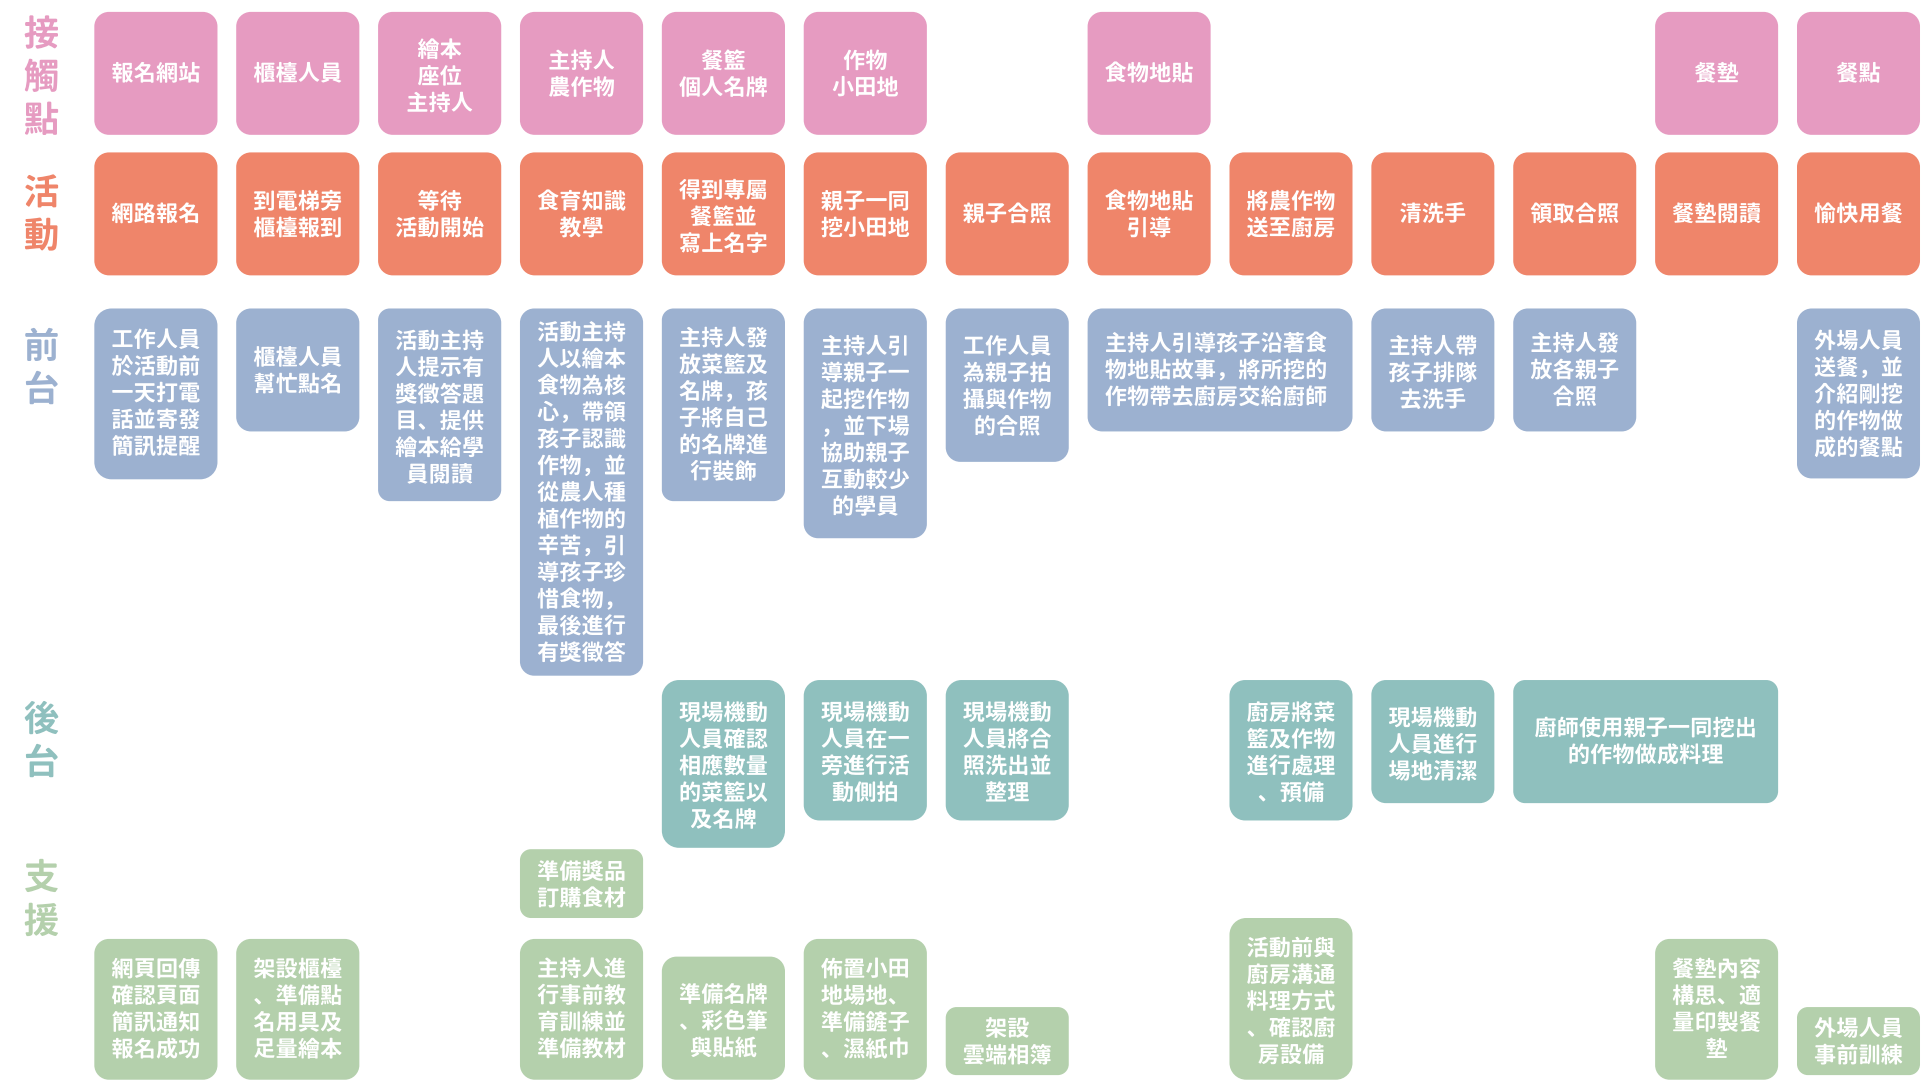 接
觸
點
報名網站
櫃檯人員
繪本
座位
主持人
主持人
農作物
餐籃
個人名牌
作物
小田地
食物地貼
餐墊
餐點
活
動
網路報名
到電梯旁
櫃檯報到
等待
活動開始
食育知識
教學
得到專屬
餐籃並
寫上名字
親子一同
挖小田地
親子合照
食物地貼
引導
將農作物
送至廚房
清洗手
領取合照
餐墊閱讀
愉快用餐
前
台
工作人員
於活動前
一天打電
話並寄發
簡訊提醒
櫃檯人員
幫忙點名
活動主持
人提示有
獎徵答題
目、提供
繪本給學
員閱讀
活動主持
人以繪本
食物為核
心，帶領
孩子認識
作物，並
從農人種
植作物的
辛苦，引
導孩子珍
惜食物，
最後進行
有獎徵答
主持人發
放菜籃及
名牌，孩
子將自己
的名牌進
行裝飾
主持人引
導親子一
起挖作物
，並下場
協助親子
互動較少
的學員
工作人員
為親子拍
攝與作物
的合照
主持人引導孩子沿著食
物地貼故事，將所挖的
作物帶去廚房交給廚師
主持人帶
孩子排隊
去洗手
主持人發
放各親子
合照
外場人員
送餐，並
介紹剛挖
的作物做
成的餐點
後
台
現場機動
人員確認
相應數量
的菜籃以
及名牌
現場機動
人員在一
旁進行活
動側拍
現場機動
人員將合
照洗出並
整理
廚房將菜
籃及作物
進行處理
、預備
現場機動
人員進行
場地清潔
廚師使用親子一同挖出
的作物做成料理
支
援
準備獎品
訂購食材
網頁回傳
確認頁面
簡訊通知
報名成功
架設櫃檯
、準備點
名用具及
足量繪本
主持人進
行事前教
育訓練並
準備教材
準備名牌
、彩色筆
與貼紙
佈置小田
地場地、
準備鏟子
、濕紙巾
架設
雲端相簿
活動前與
廚房溝通
料理方式
、確認廚
房設備
餐墊內容
構思、適
量印製餐
墊
外場人員
事前訓練